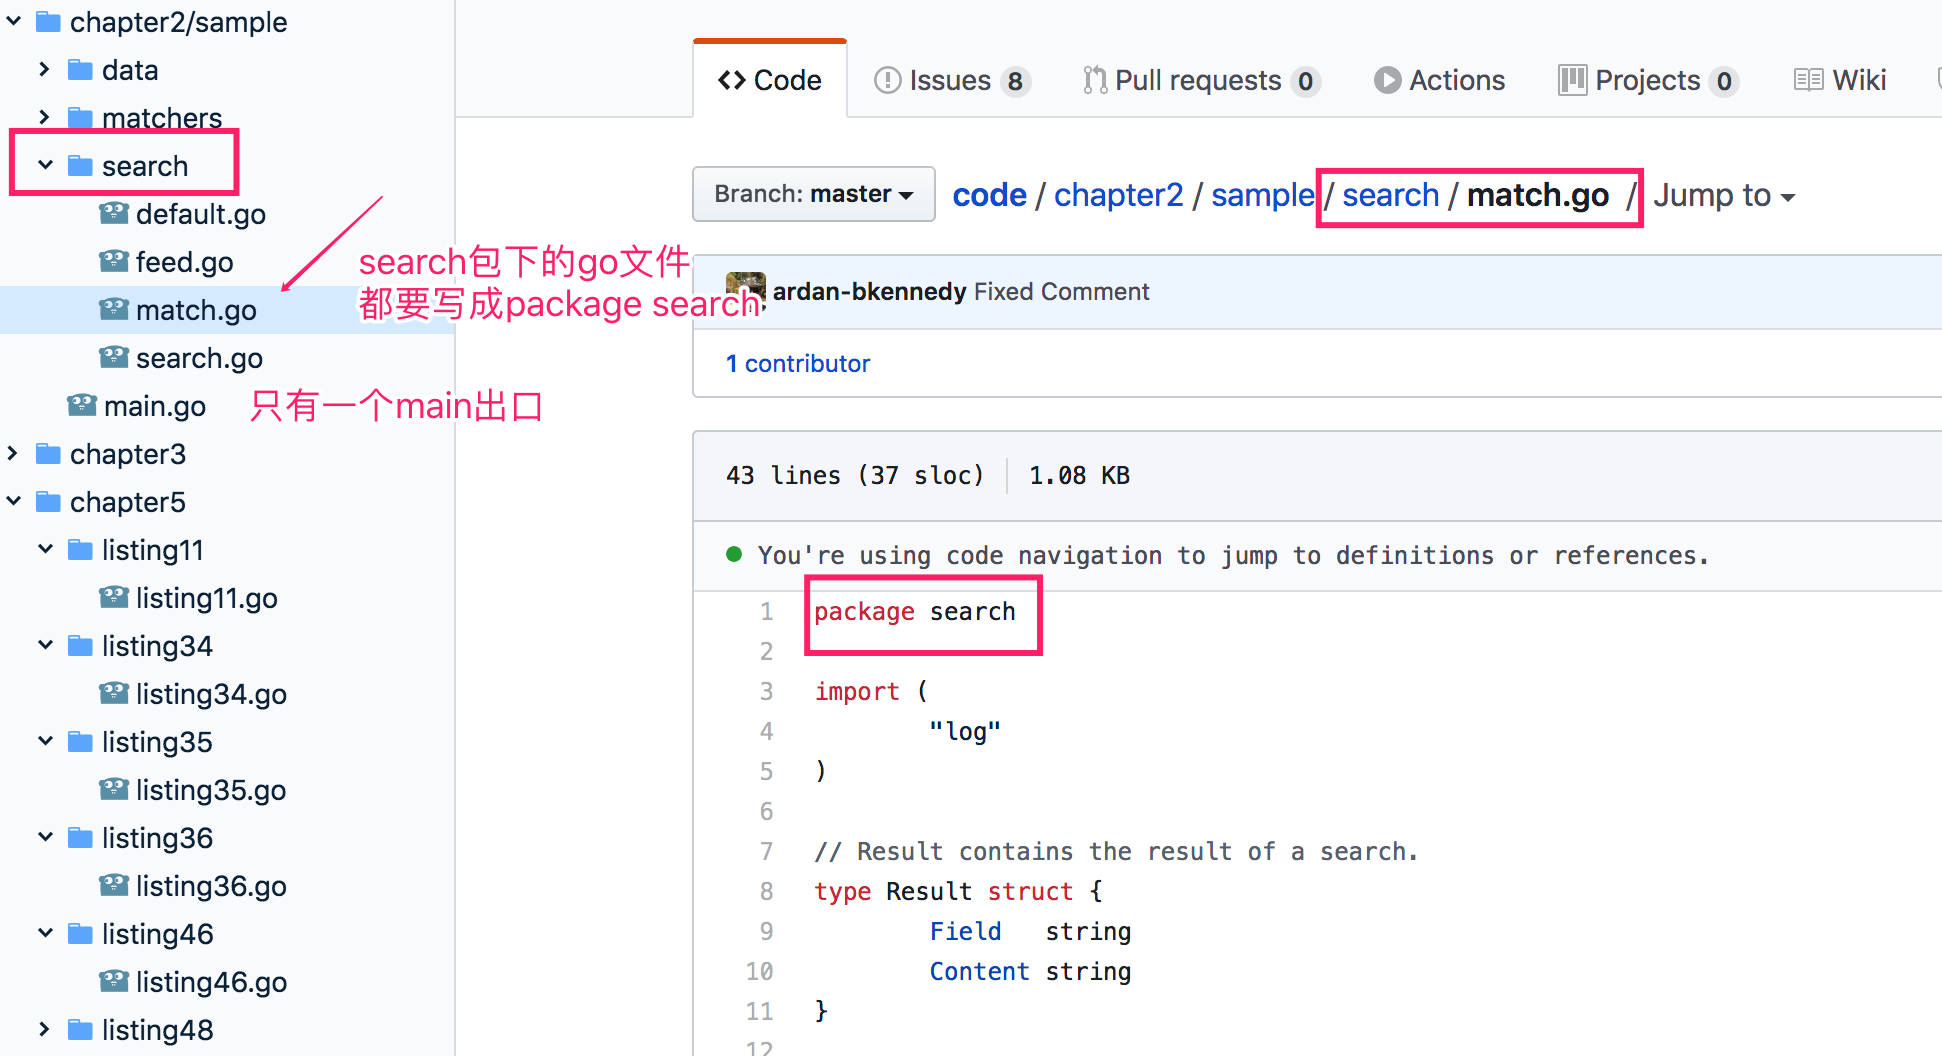 chapter2/sample
data
matchers
search
default.go
feed.go
match.go
search.go
main.go
chapter3
chapter5
listing11
listing11.go
listing34
listing34.go
listing35
listing35.go
listing36
listing36.go
listing46
listing46.go
listing48
search包下的go文件
都要写成package search
只有一个main出口
Code Issues 8 Pull requests 0 Actions Projects 0 Wiki
Branch: master code / chapter2 / sample / search / match.go / Jump to
ardan-bkennedy Fixed Comment
1 contributor
43 lines (37 sloc) 1.08 KB
You're using code navigation to jump to definitions or references.
1 package search
2
3 import (
4 "log"
5 )
6
7 // Result contains the result of a search.
8 type Result struct {
9 Field string
10 Content string
11 }
12